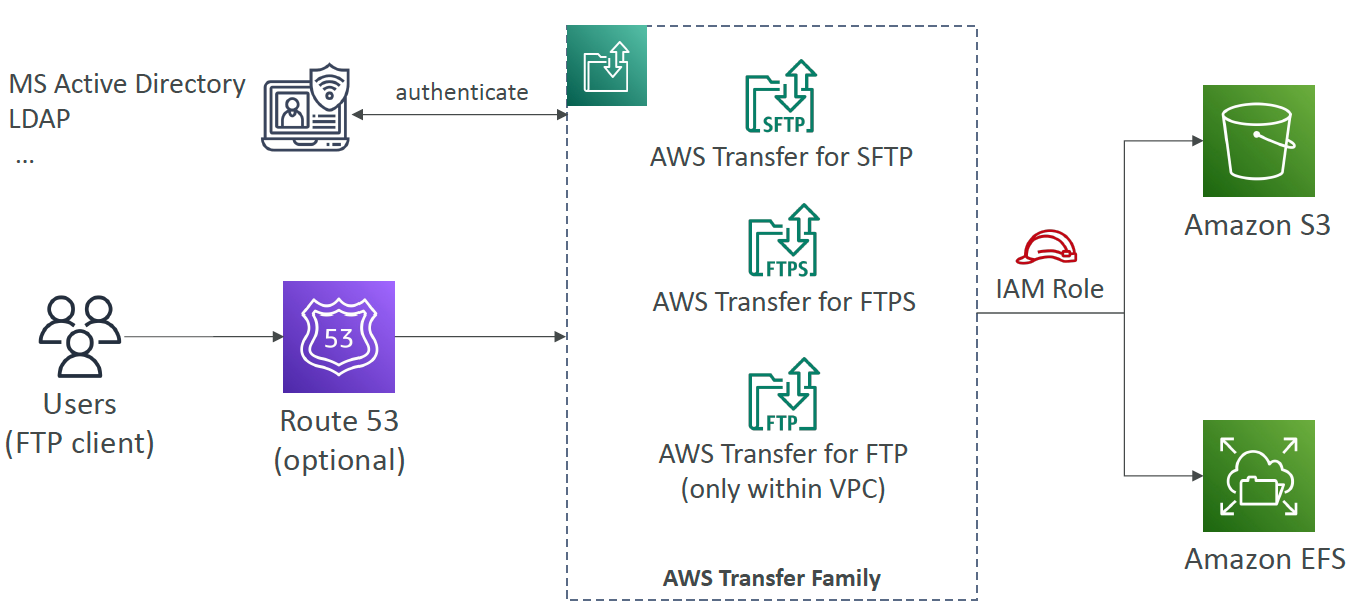 MS Active Directory
LDAP
...
authenticate
SFTP
AWS Transfer for SFTP
FTPS
AWS Transfer for FTPS
FTP
AWS Transfer for FTP
(only within VPC)
AWS Transfer Family
Users
(FTP client)
53
Route 53
(optional)
IAM Role
Amazon S3
Amazon EFS